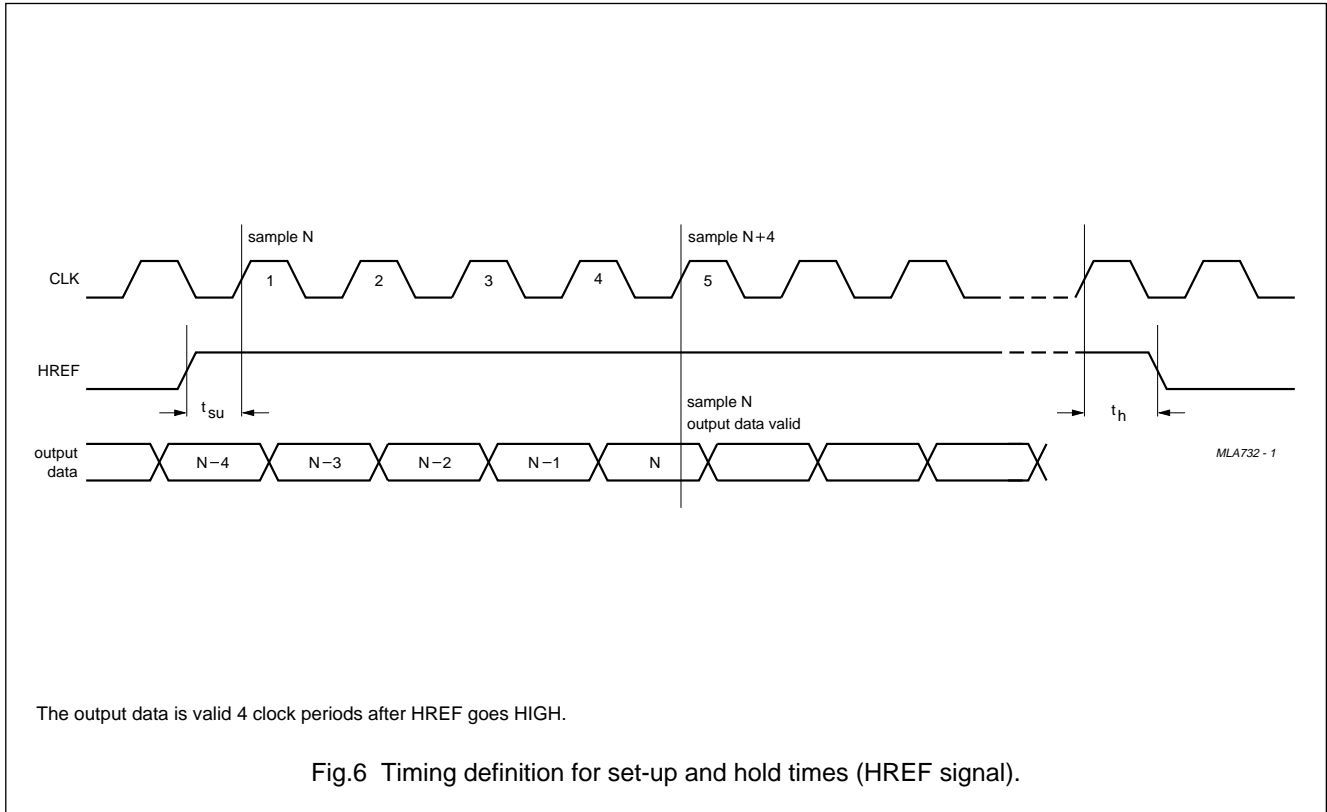 sample N
sample N+4
CLK
1
2
3
4
5
HREF
t su
sample N
output data valid
t h
output
data
N−4
N−3
N−2
N−1
N
MLA732 - 1
The output data is valid 4 clock periods after HREF goes HIGH.
Fig.6 Timing definition for set-up and hold times (HREF signal).